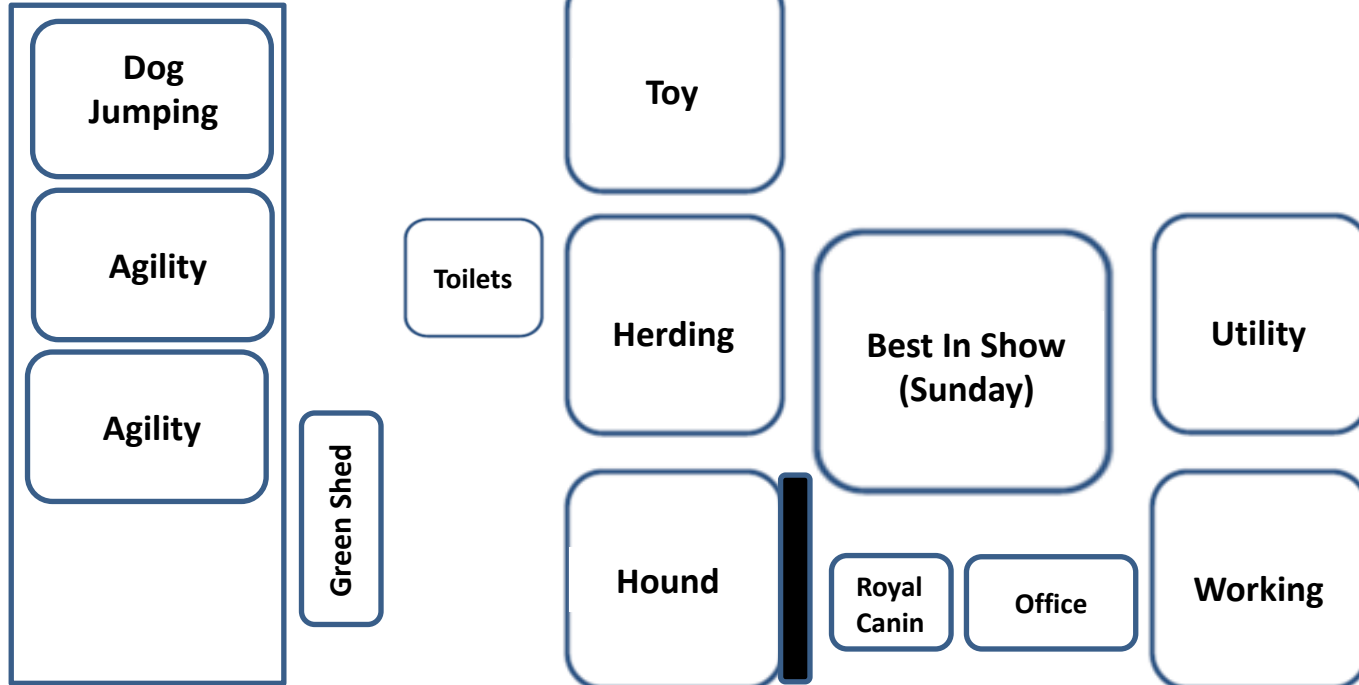 Dog
Jumping
Toy
Agility
Toilets
Herding
Best In Show
(Sunday)
Utility
Agility
Green Shed
Hound
Royal
Canin
Office
Working